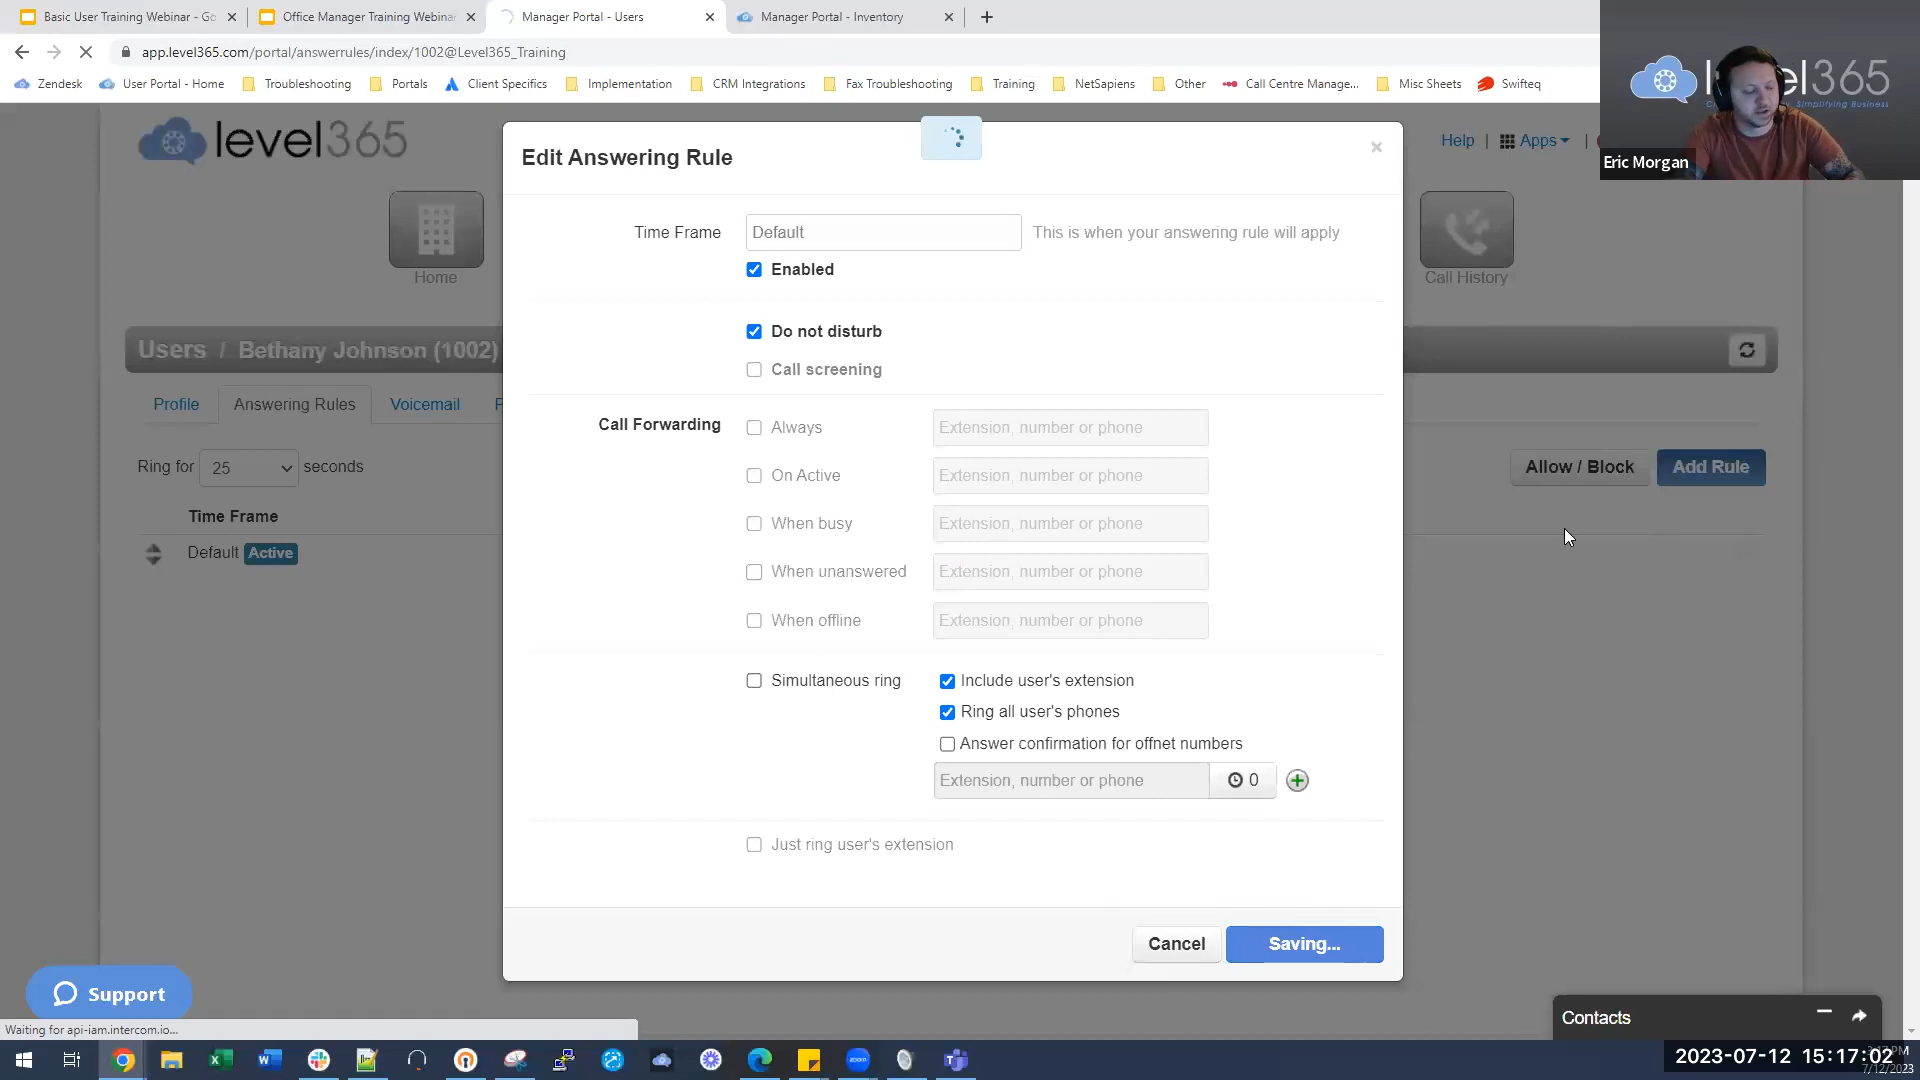 Basic User Training Webinar - Go
Office Manager Training Webinar
Manager Portal - Users
Manager Portal - Inventory
app.level365.com/portal/answerrules/index/1002@Level365_Training
Zendesk
User Portal - Home
Troubleshooting
Portals
Client Specifics
Implementation
CRM Integrations
Fax Troubleshooting
Training
NetSapiens
Other
Call Centre Manage...
Misc Sheets
Swifteq
level365
Eric Morgan
level365
Help
Apps
Home
Call History
Users / Bethany Johnson (1002)
Profile
Answering Rules
Voicemail
Ring for 25 seconds
Allow / Block
Add Rule
Time Frame
Default Active
Edit Answering Rule
Time Frame
Default
This is when your answering rule will apply
Enabled
Do not disturb
Call screening
Call Forwarding
Always
Extension, number or phone
On Active
Extension, number or phone
When busy
Extension, number or phone
When unanswered
Extension, number or phone
When offline
Extension, number or phone
Simultaneous ring
Include user's extension
Ring all user's phones
Answer confirmation for offnet numbers
Extension, number or phone
0
Just ring user's extension
Cancel
Saving...
Support
Waiting for api-iam.intercom.io...
Contacts
2023-07-12 15:17:02
7/12/2023